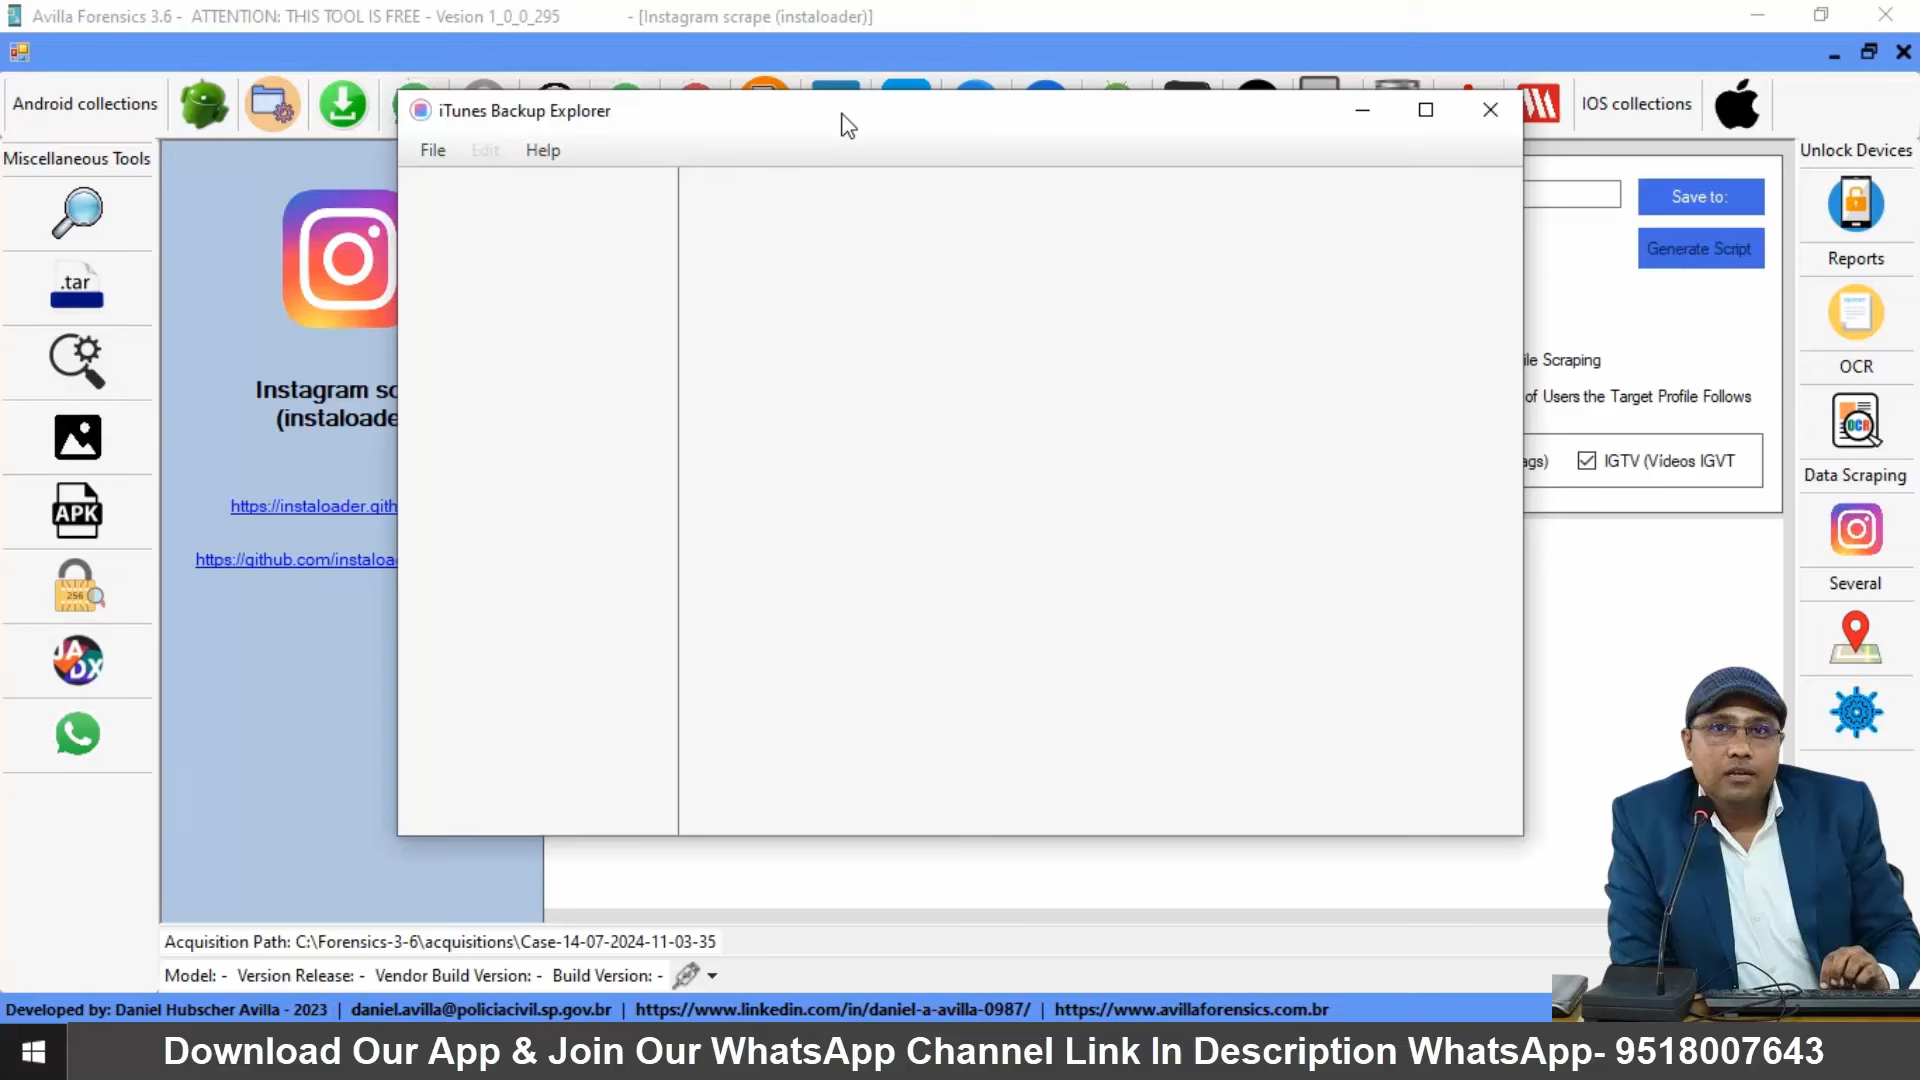 Avilla Forensics 3.6 - ATTENTION: THIS TOOL IS FREE - Vesion 1_0_0_295 - [Instagram scrape (instaloader)]
Android collections
IOS collections
iTunes Backup Explorer
File Edit Help
Miscellaneous Tools
.tar
APK
256
JADX
Instagram sc
(instaloade
https://instaloader.gith
https://github.com/instaloa
Save to:
Generate Script
ile Scraping
of Users the Target Profile Follows
ags) IGTV (Videos IGVT
Unlock Devices
Reports
REPORT
OCR
OCR
Data Scraping
Several
Acquisition Path: C:\Forensics-3-6\acquisitions\Case-14-07-2024-11-03-35
Model: - Version Release: - Vendor Build Version: - Build Version: -
Developed by: Daniel Hubscher Avilla - 2023 | daniel.avilla@policiacivil.sp.gov.br | https://www.linkedin.com/in/daniel-a-avilla-0987/ | https://www.avillaforensics.com.br
Download Our App & Join Our WhatsApp Channel Link In Description WhatsApp- 9518007643